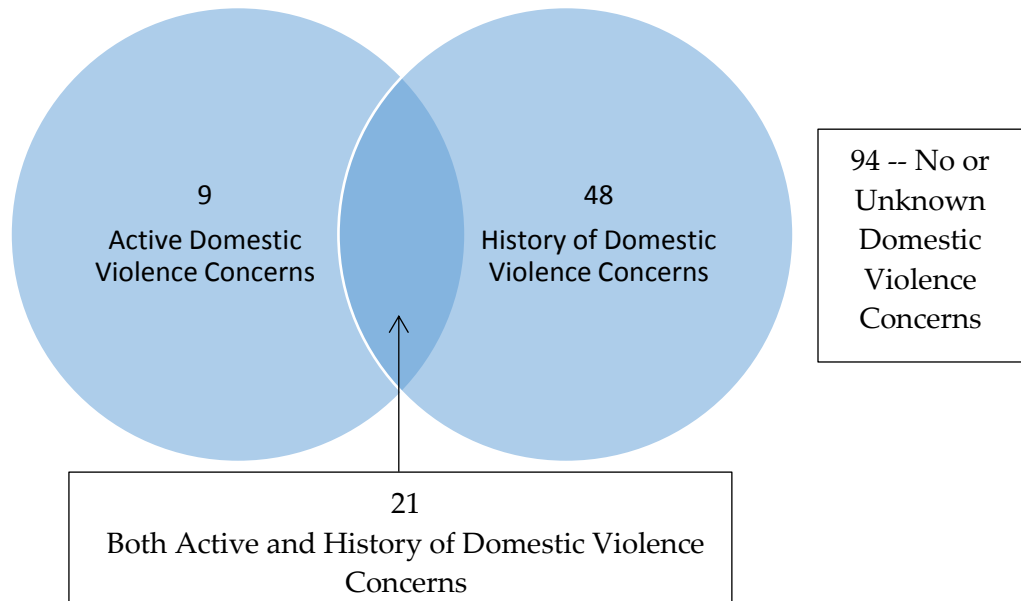 9
Active Domestic
Violence Concerns
48
History of Domestic
Violence Concerns
94 -- No or
Unknown
Domestic
Violence
Concerns
21
Both Active and History of Domestic Violence
Concerns